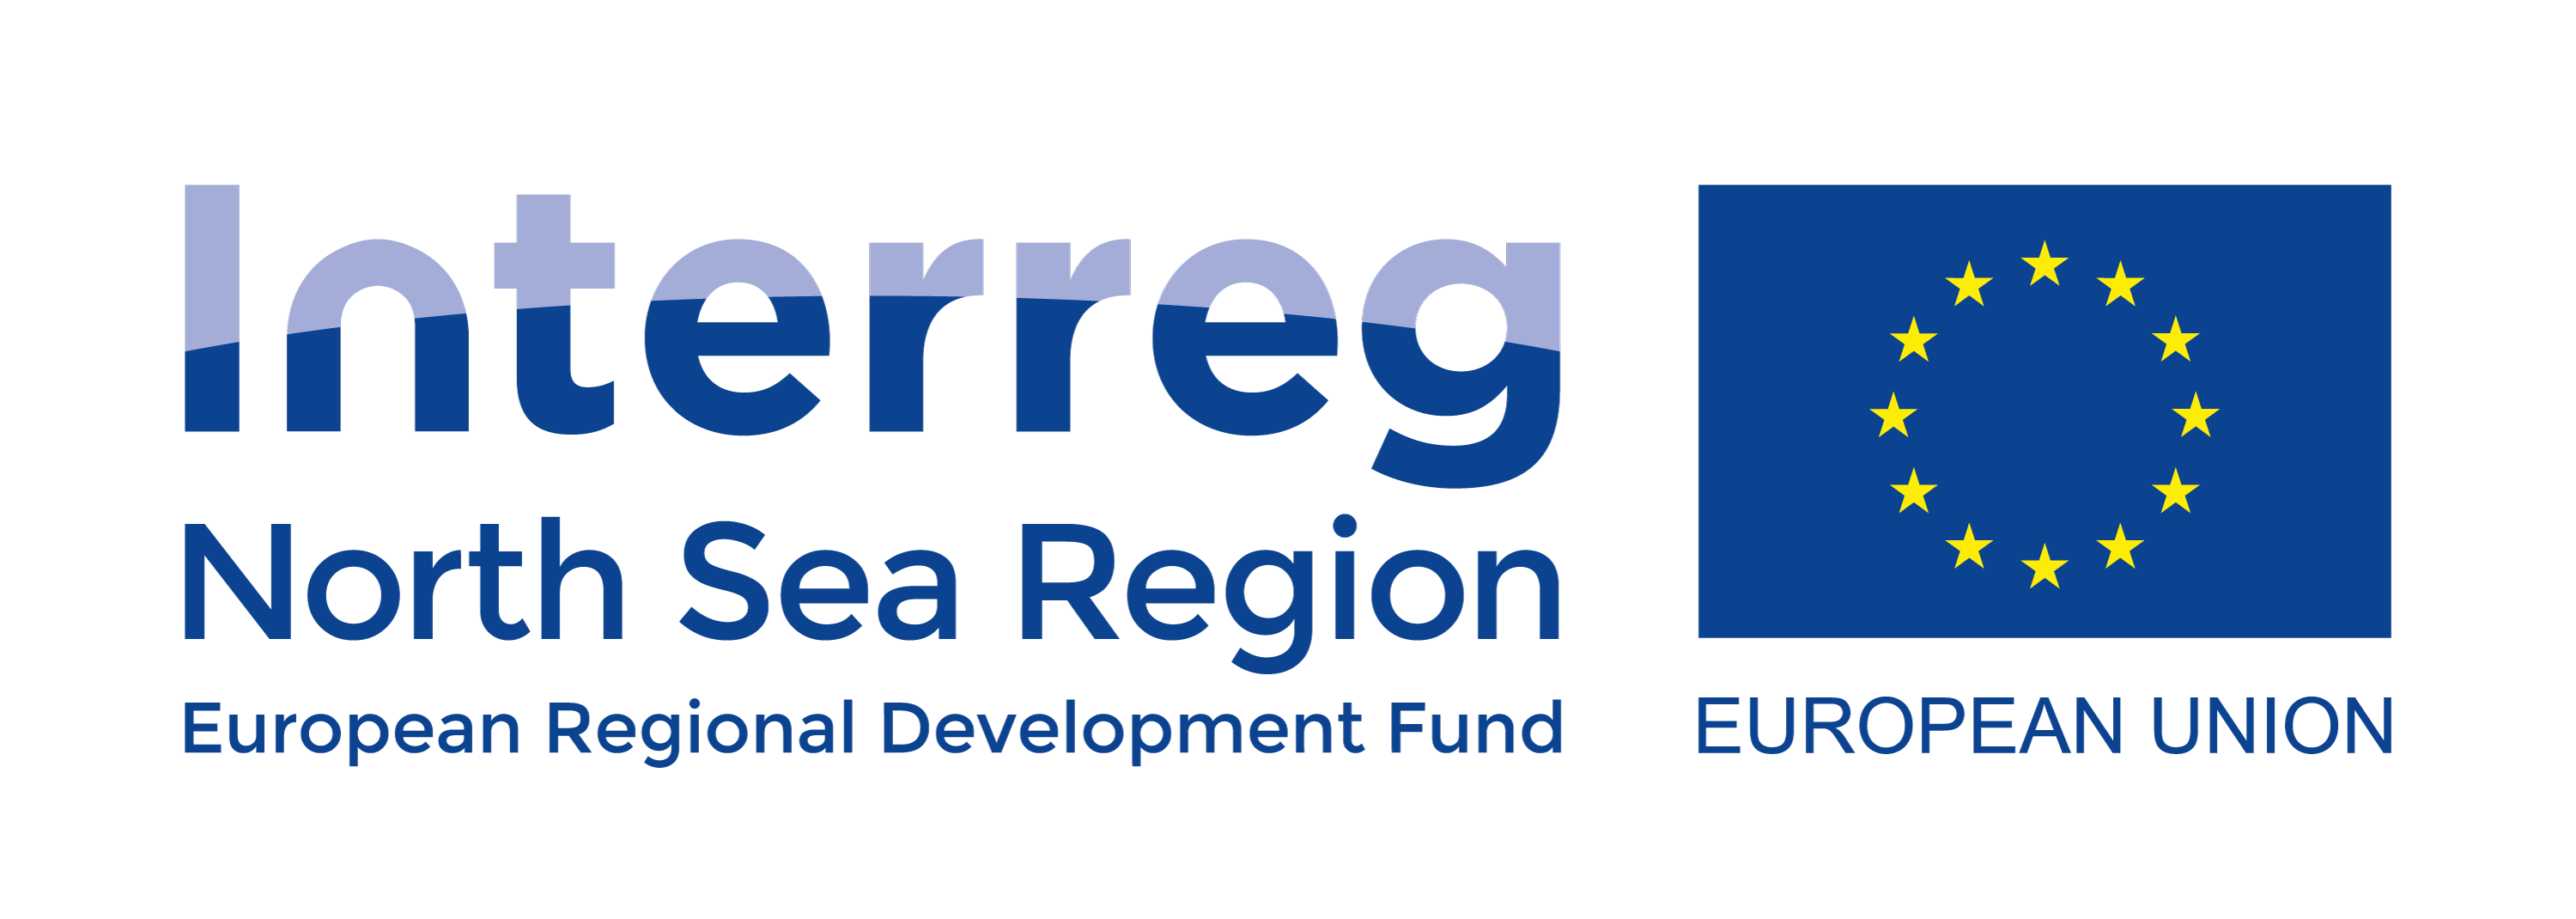 Interreg
North Sea Region
European Regional Development Fund
EUROPEAN UNION